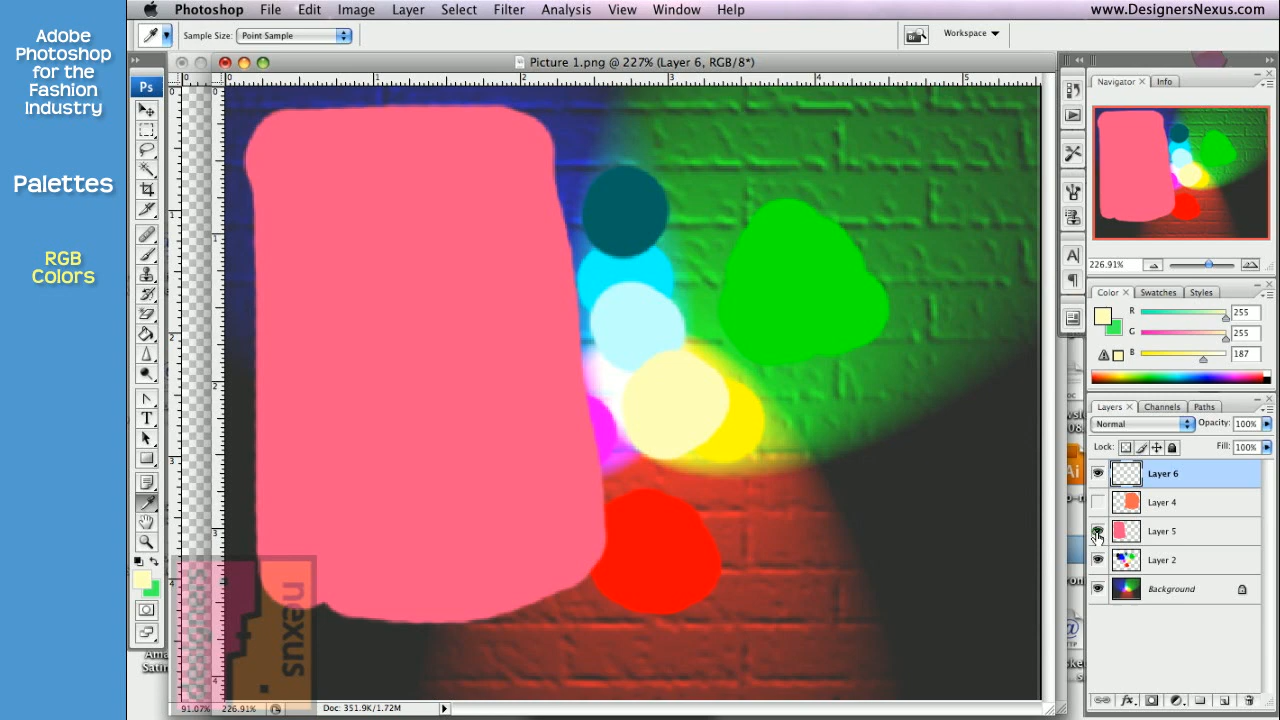 Adobe
Photoshop
for the
Fashion
Industry
Palettes
RGB
Colors
Photoshop File Edit Image Layer Select Filter Analysis View Window Help
www.DesignersNexus.com
Sample Size: Point Sample
Workspace
Picture 1.png @ 227% (Layer 6, RGB/8*)
Ps
Navigator Info
226.91%
Color Swatches Styles
R 255
G 255
B 187
Layers Channels Paths
Normal Opacity: 100%
Lock: Fill: 100%
Layer 6
Layer 4
Layer 5
Layer 2
Background
nexus
Satin
91.07%
226.91% Doc: 351.9K/1.72M